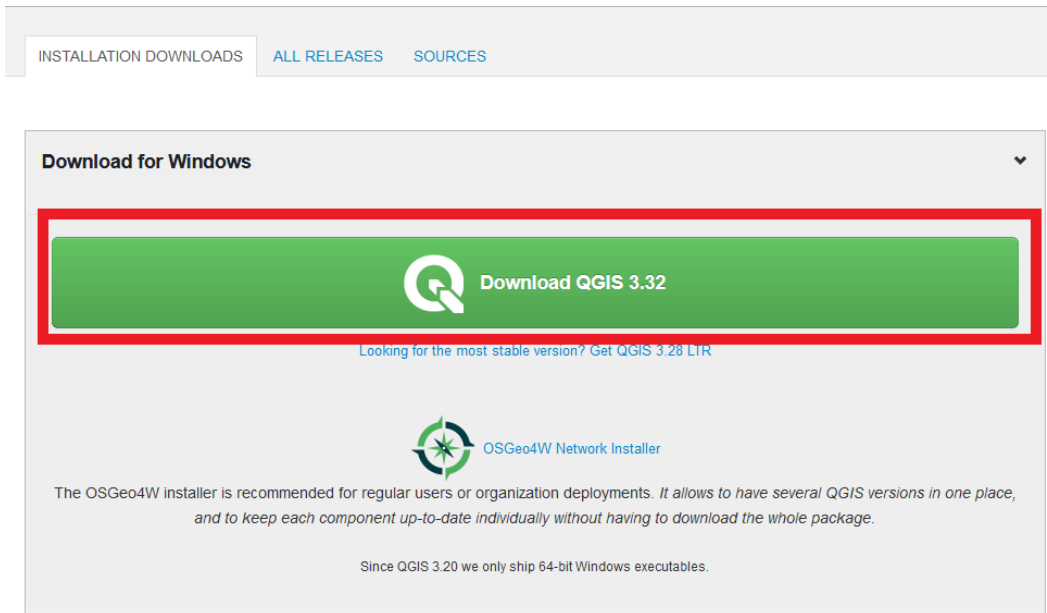 INSTALLATION DOWNLOADS ALL RELEASES SOURCES
Download for Windows
Download QGIS 3.32
Looking for the most stable version? Get QGIS 3.28 LTR
OSGeo4W Network Installer
The OSGeo4W installer is recommended for regular users or organization deployments. It allows to have several QGIS versions in one place,
and to keep each component up-to-date individually without having to download the whole package.
Since QGIS 3.20 we only ship 64-bit Windows executables.